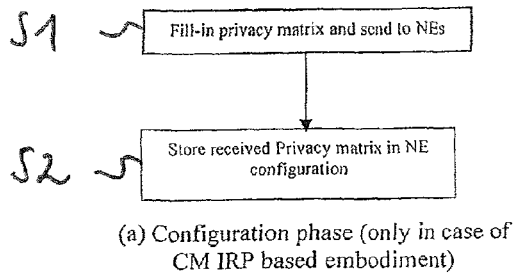 S1
Fill-in privacy matrix and send to NEs
S2
Store received Privacy matrix in NE
configuration
(a) Configuration phase (only in case of
CM IRP based embodiment)